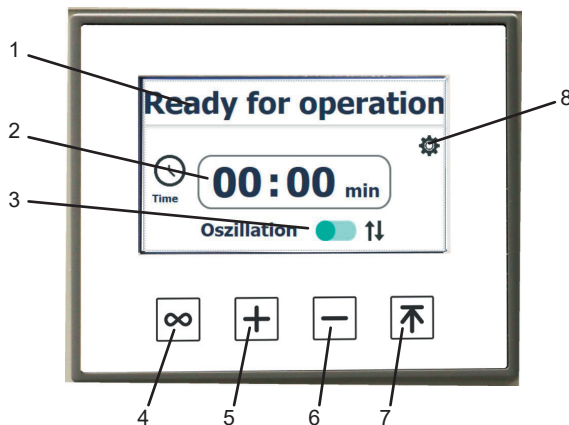 1
Ready for operation
8
2
00:00 min
Time
3
Oszillation
∞ + −
4 5 6 7